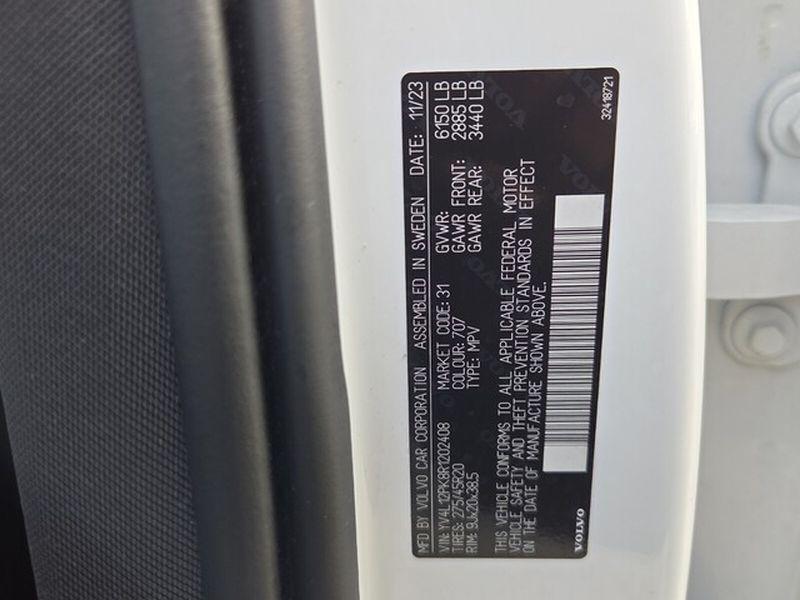 MFD BY VOLVO CAR CORPORATION ASSEMBLED IN SWEDEN DATE: 11/23
VIN: YV4L12PK8R1202408 MARKET CODE: 31 GVWR: 6150 LB
TIRES: 275/45R20 COLOUR: 707 GAWR FRONT: 2885 LB
RIM: 9Jx20x38.5 TYPE: MPV GAWR REAR: 3440 LB
THIS VEHICLE CONFORMS TO ALL APPLICABLE FEDERAL MOTOR
VEHICLE SAFETY AND THEFT PREVENTION STANDARDS IN EFFECT
ON THE DATE OF MANUFACTURE SHOWN ABOVE.
VOLVO
32418721